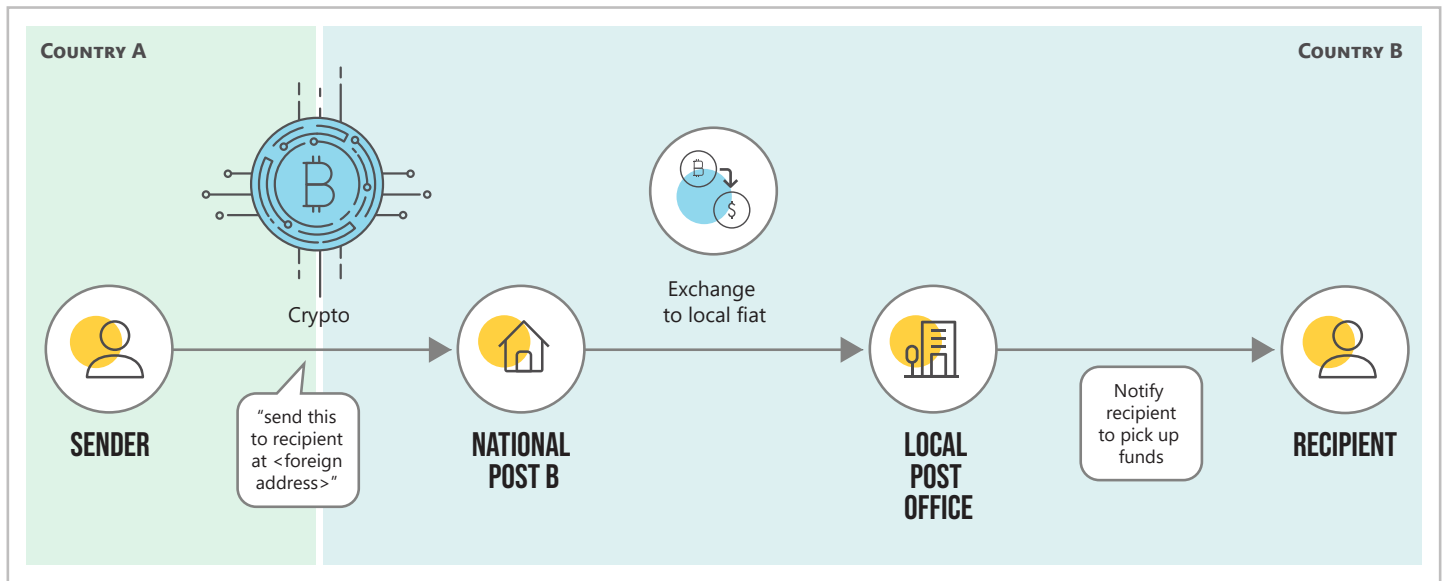 COUNTRY A
COUNTRY B
Crypto
Exchange
to local fiat
$
“send this
to recipient
at <foreign
address>”
Notify
recipient
to pick up
funds
SENDER
NATIONAL
POST B
LOCAL
POST
OFFICE
RECIPIENT